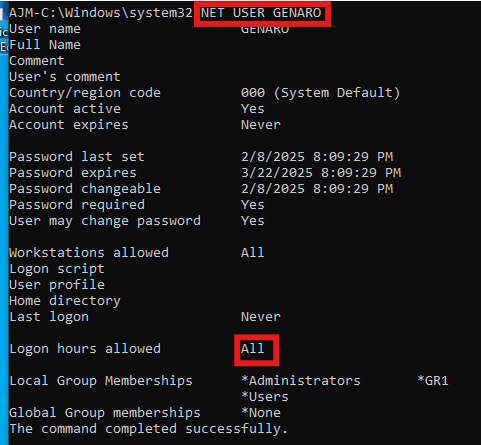 AJM-C:\Windows\system32 NET USER GENARO
User name                    GENARO
Full Name
Comment
User's comment
Country/region code          000 (System Default)
Account active               Yes
Account expires              Never
Password last set            2/8/2025 8:09:29 PM
Password expires             3/22/2025 8:09:29 PM
Password changeable          2/8/2025 8:09:29 PM
Password required            Yes
User may change password     Yes
Workstations allowed         All
Logon script
User profile
Home directory
Last logon                   Never
Logon hours allowed          All
Local Group Memberships      *Administrators       *GR1
*Users
Global Group memberships     *None
The command completed successfully.